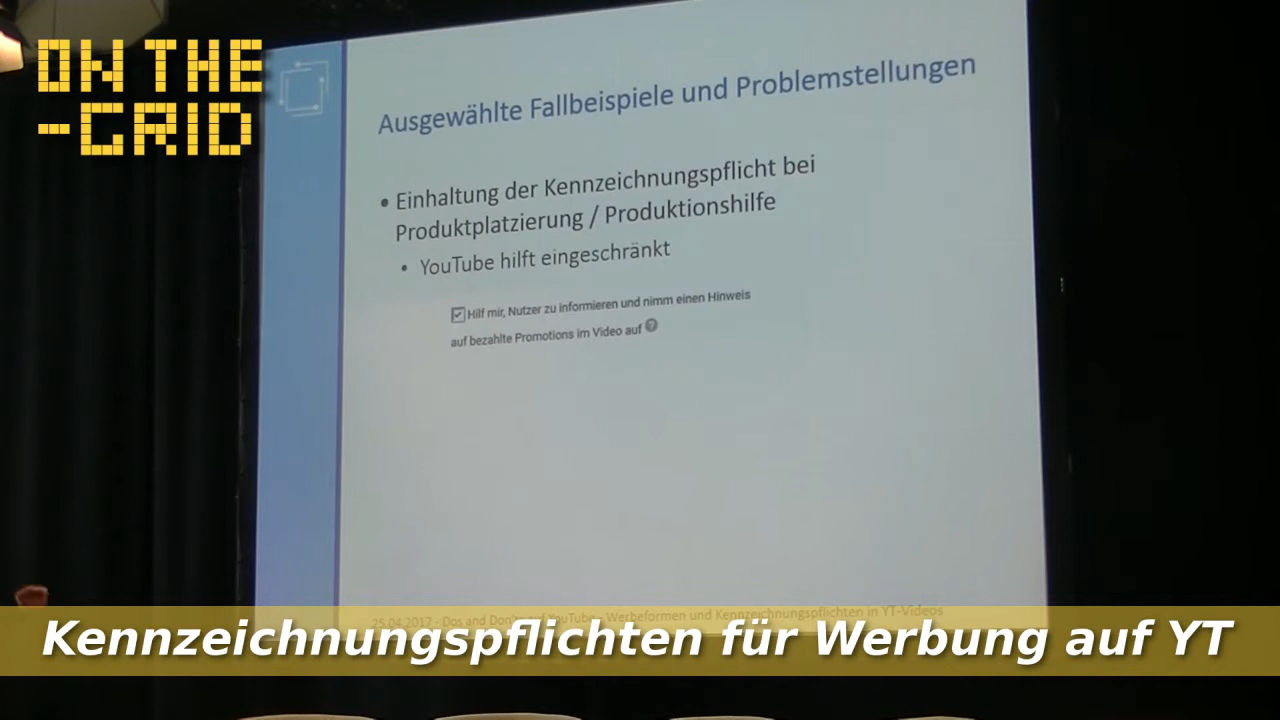 ON THE
-GRID
Ausgewählte Fallbeispiele und Problemstellungen
• Einhaltung der Kennzeichnungspflicht bei
Produktplatzierung / Produktionshilfe
• YouTube hilft eingeschränkt
Hilf mir, Nutzer zu informieren und nimm einen Hinweis
auf bezahlte Promotions im Video auf ?
25.04.2017 - Dos and Don'ts auf YouTube - Werbeformen und Kennzeichnungspflichten in YT-Videos
Kennzeichnungspflichten für Werbung auf YT